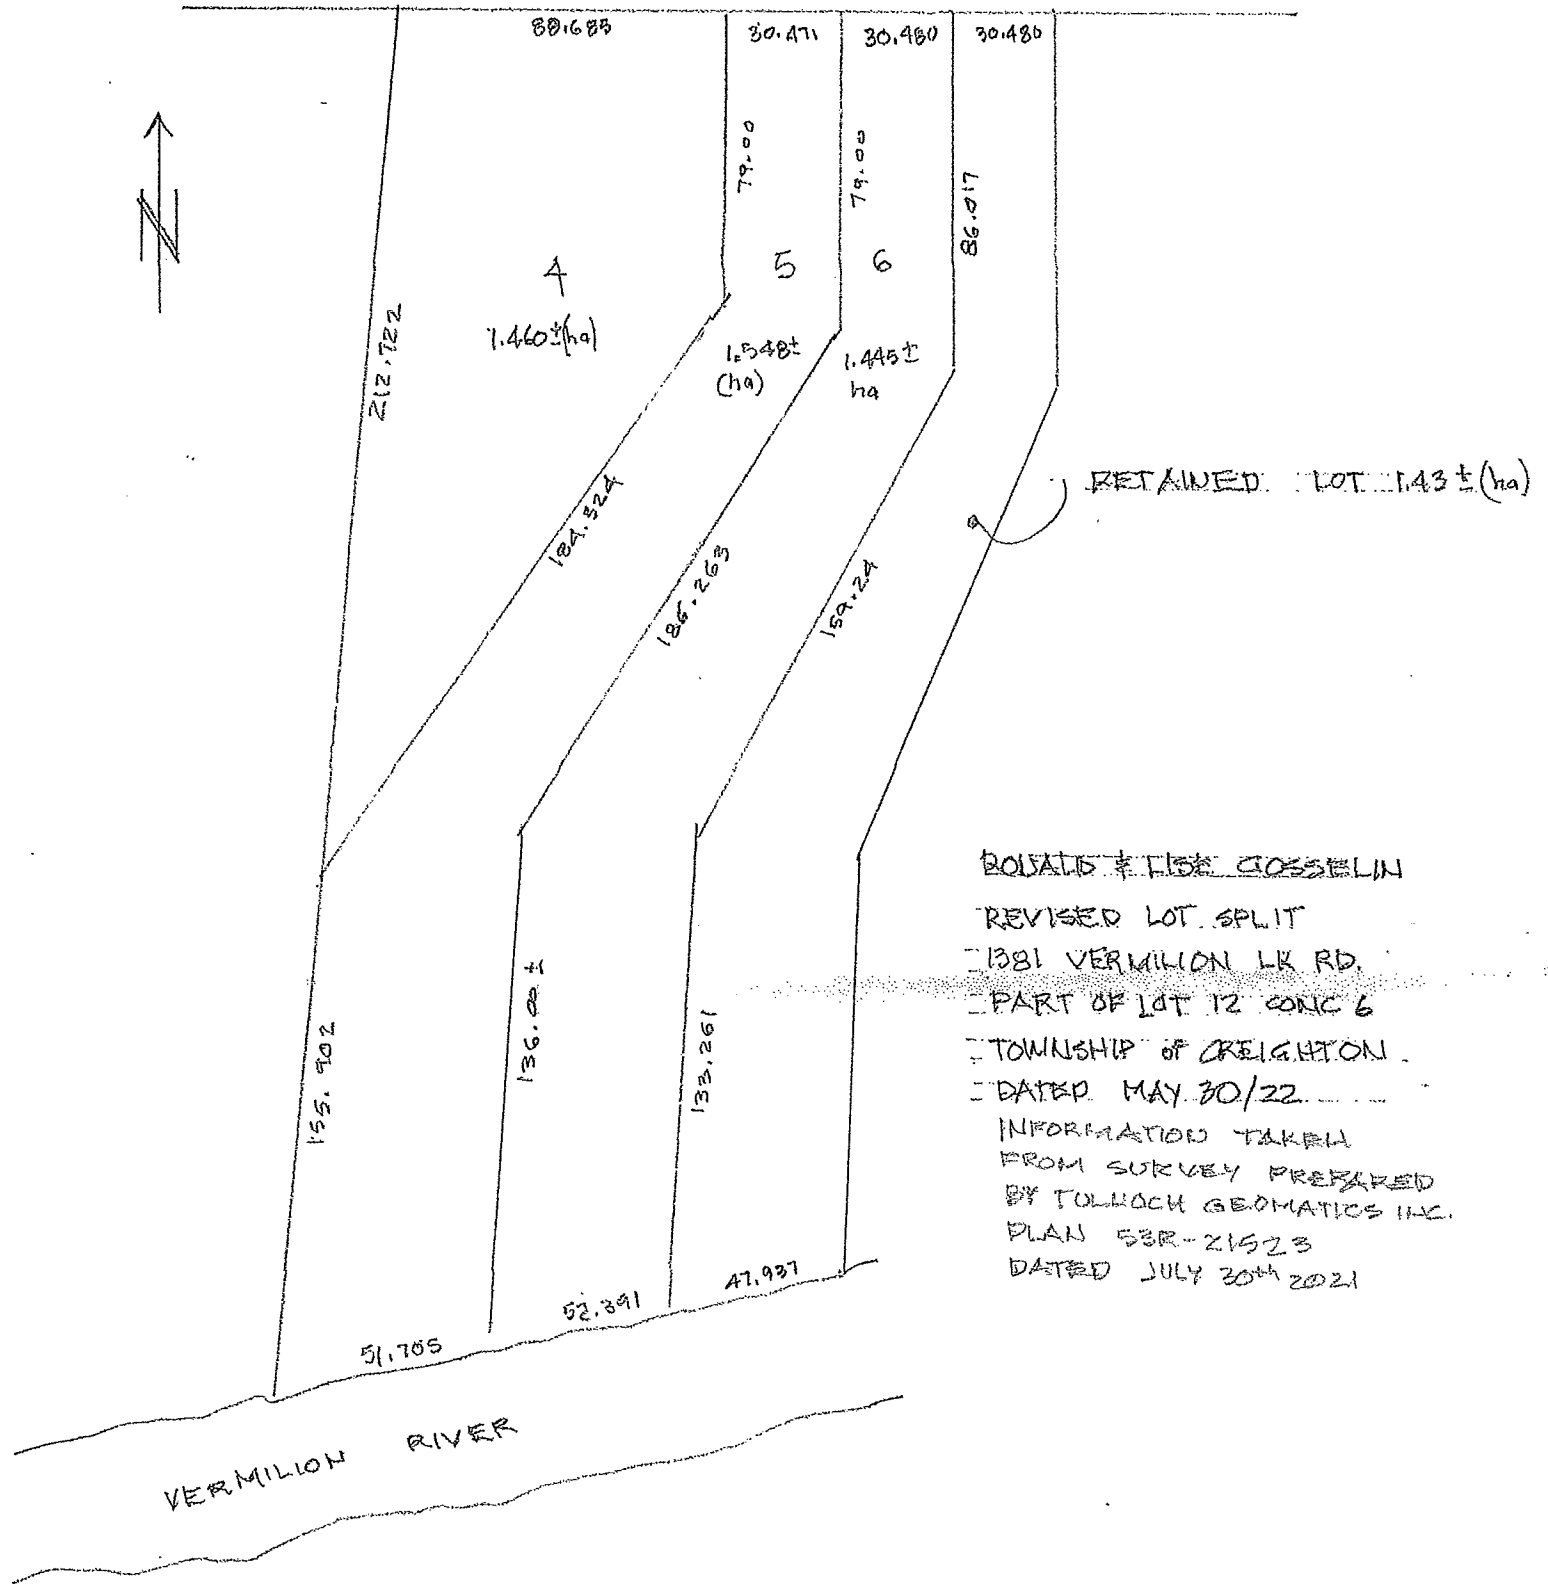 88.685
30.471
30.480
30.480
79.00
79.00
86.017
N
4
5
6
1.460±(ha)
1.548±
(ha)
1.445±
ha
212.722
RETAINED LOT 1.43±(ha)
184.324
186.263
159.24
RONALD & LISE GOSSELIN
REVISED LOT SPLIT
1381 VERMILION LK RD.
PART OF LOT 12 CONC 6
TOWNSHIP OF CREIGHTON
DATED MAY 30/22
INFORMATION TAKEN
FROM SURVEY PREPARED
BY TULLOCH GEOMATICS INC.
PLAN 53R-21523
DATED JULY 30th 2021
155.902
136.00±
133.261
51.705
52.391
47.937
VERMILION RIVER